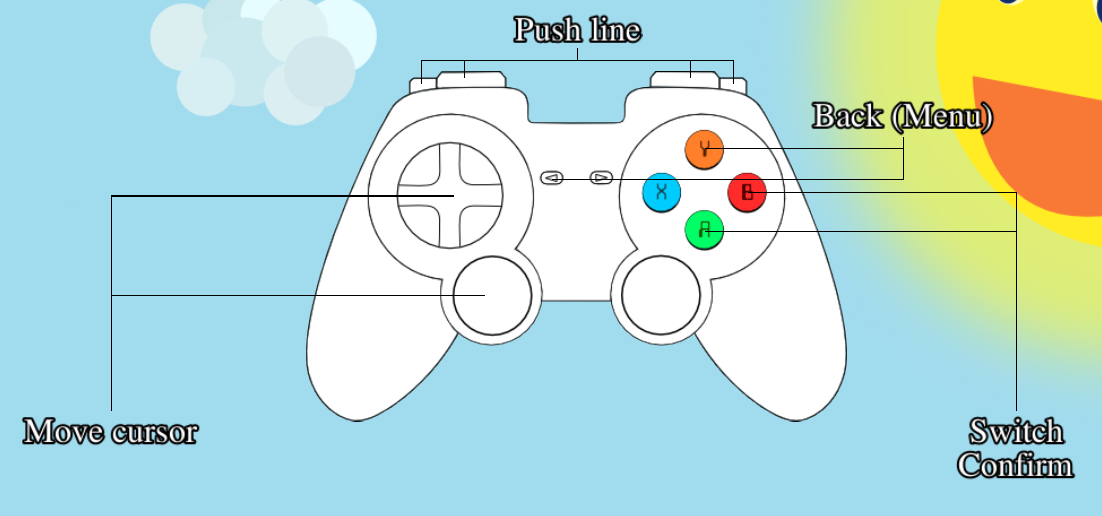 Push line
Back (Menu)
Y
X
B
A
Move cursor
Switch
Confirm